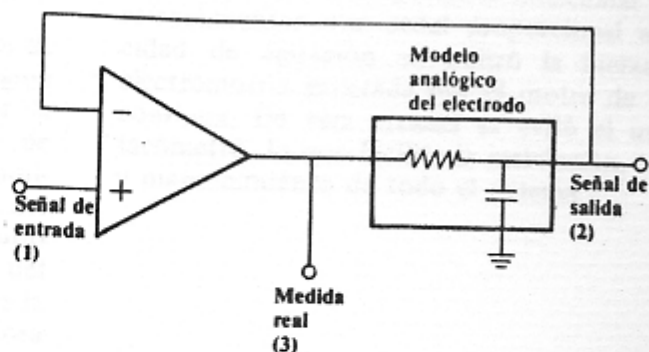 Modelo
analógico
del electrodo
−
+
Señal de
entrada
(1)
Señal de
salida
(2)
Medida
real
(3)